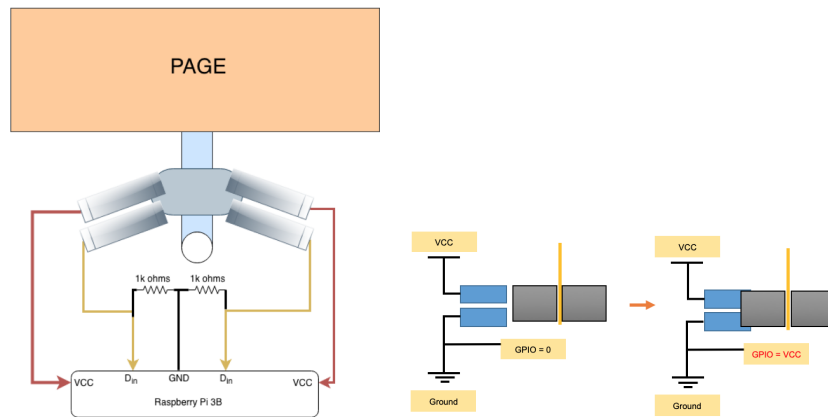 PAGE
1k ohms
1k ohms
VCC
Din
GND
Din
VCC
Raspberry Pi 3B
VCC
GPIO = 0
Ground
VCC
GPIO = VCC
Ground